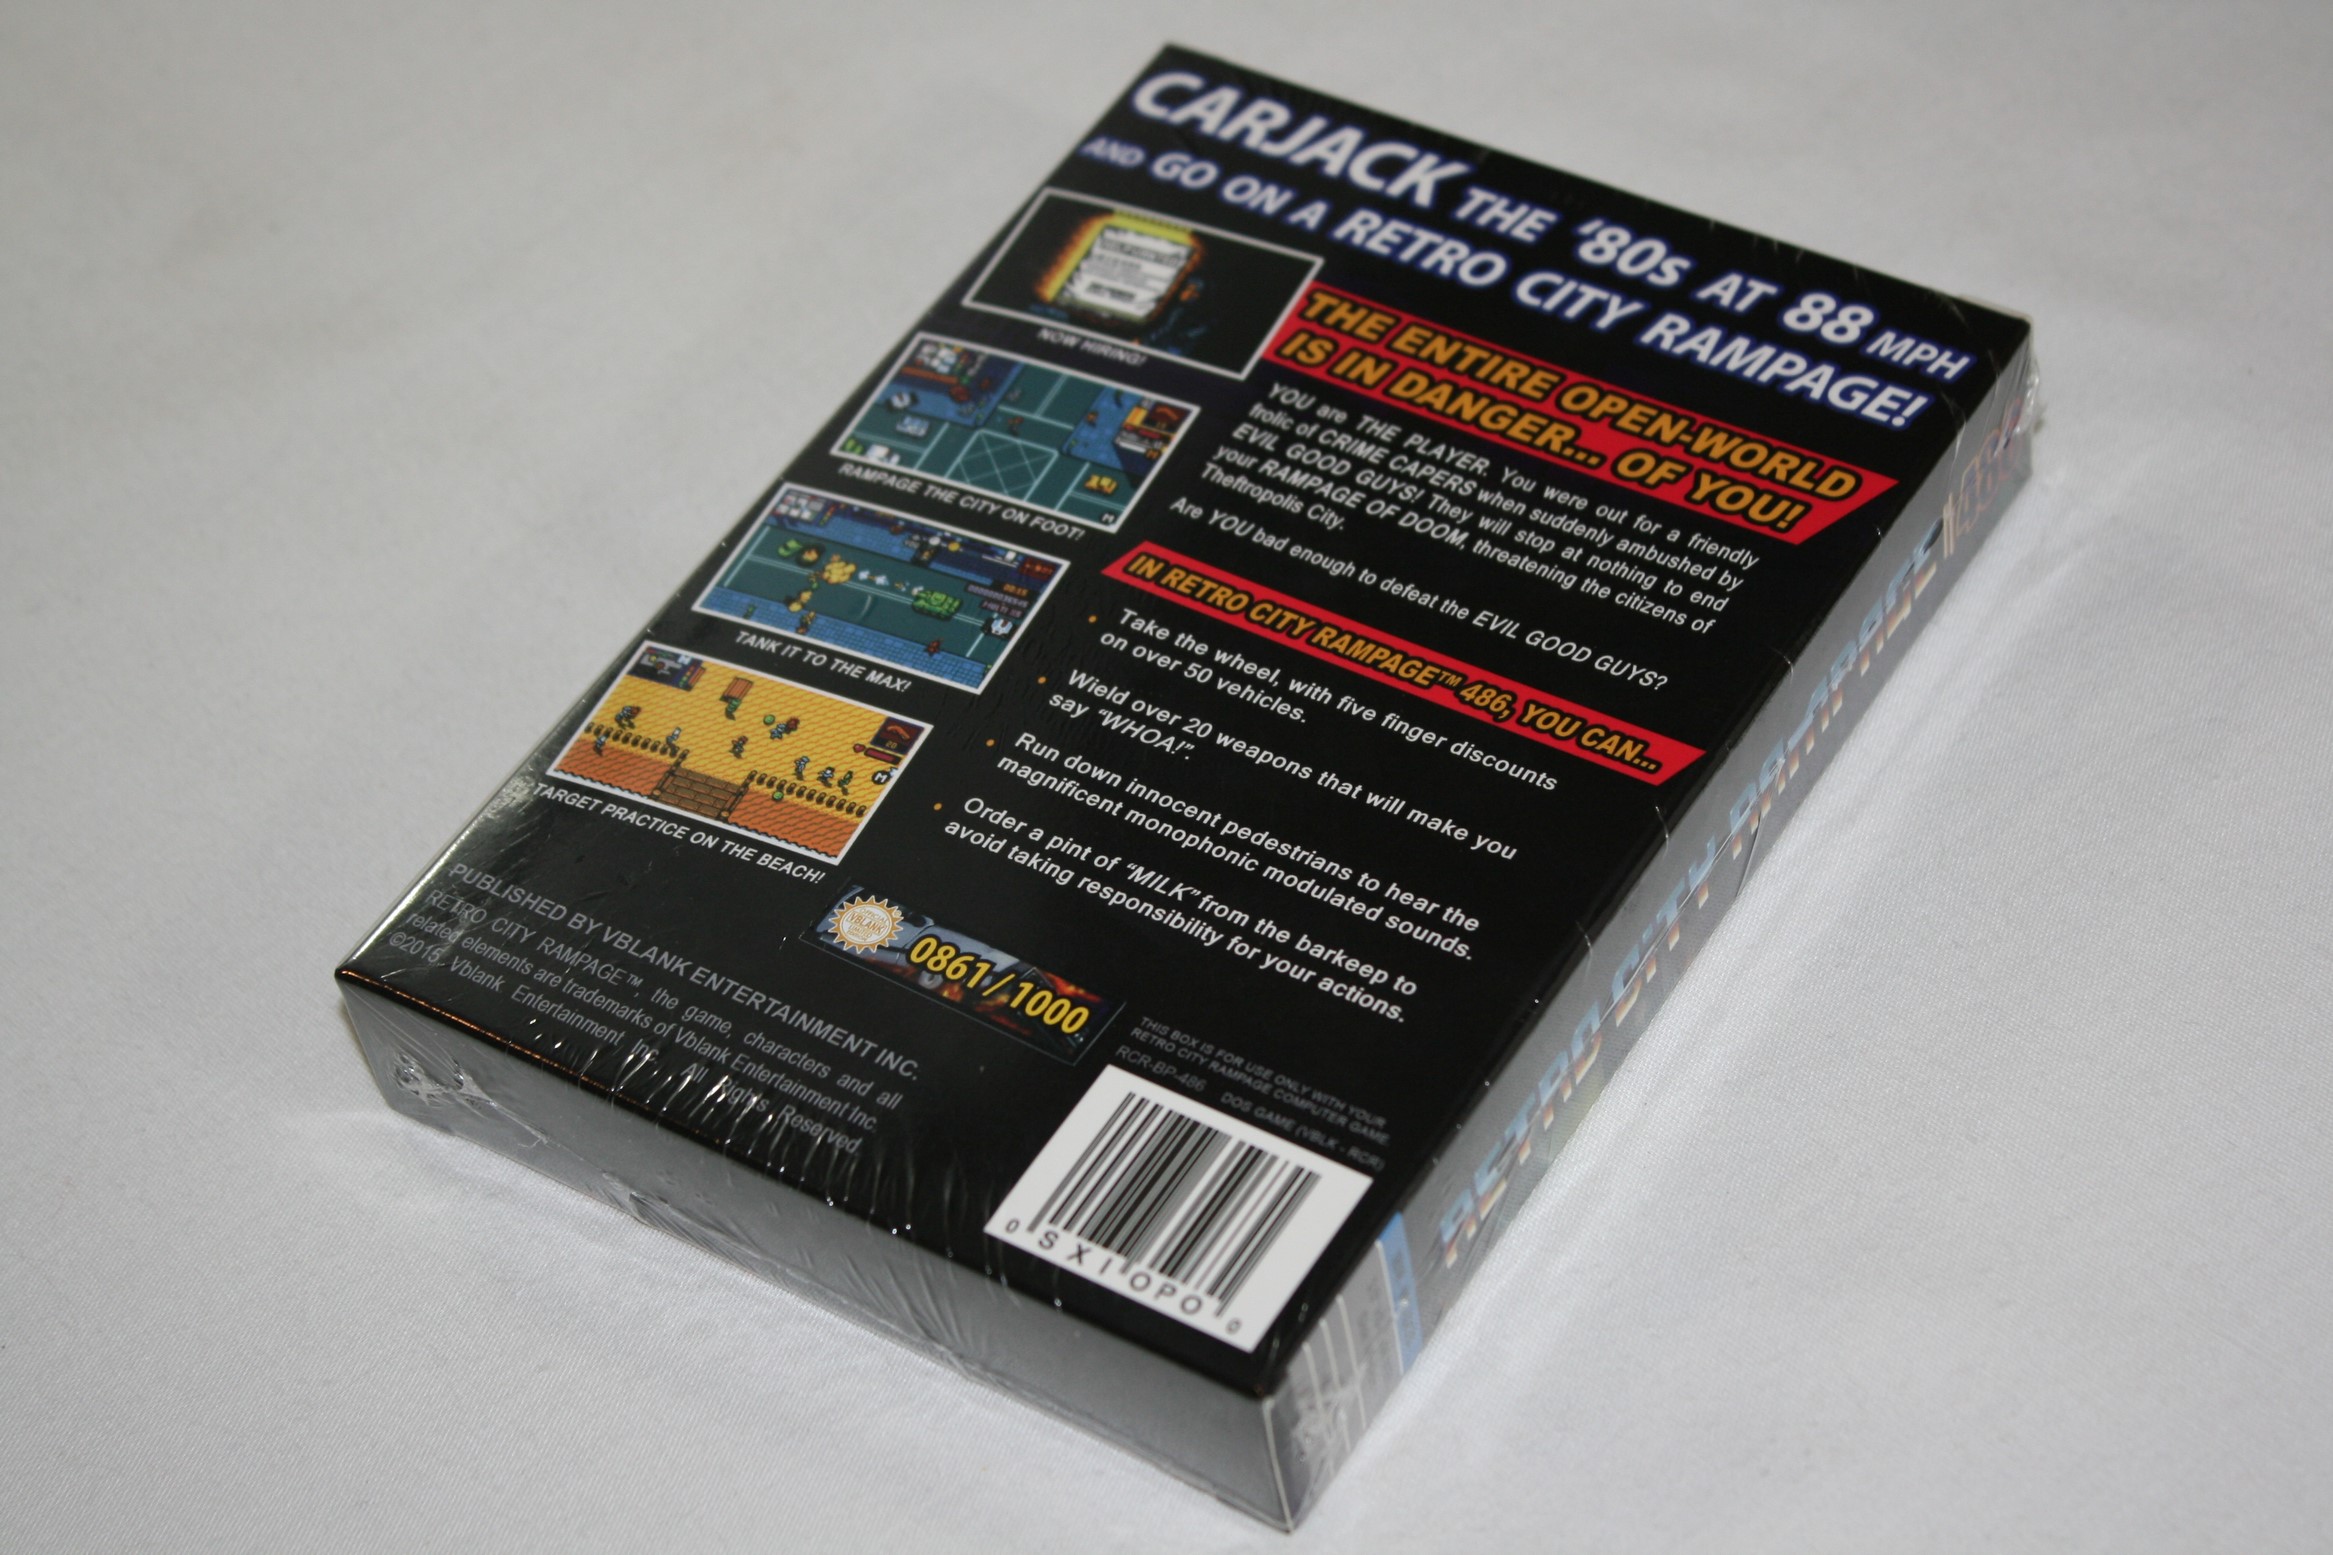 CARJACK THE '80s AT 88 MPH
AND GO ON A RETRO CITY RAMPAGE!
NOW HIRING!
RAMPAGE THE CITY ON FOOT!
TANK IT TO THE MAX!
TARGET PRACTICE ON THE BEACH!
THE ENTIRE OPEN-WORLD
IS IN DANGER... OF YOU!
YOU are THE PLAYER. You were out for a friendly
frolic of CRIME CAPERS when suddenly ambushed by
EVIL GOOD GUYS! They will stop at nothing to end
your RAMPAGE OF DOOM, threatening the citizens of
Theftropolis City.
Are YOU bad enough to defeat the EVIL GOOD GUYS?
IN RETRO CITY RAMPAGE™ 486, YOU CAN...
• Take the wheel, with five finger discounts
on over 50 vehicles.
• Wield over 20 weapons that will make you
say "WHOA!".
• Run down innocent pedestrians to hear the
magnificent monophonic modulated sounds.
• Order a pint of "MILK" from the barkeep to
avoid taking responsibility for your actions.
PUBLISHED BY VBLANK ENTERTAINMENT INC.
RETRO CITY RAMPAGE™, the game, characters and all
related elements are trademarks of Vblank Entertainment Inc.
©2015 Vblank Entertainment Inc. All Rights Reserved.
VBLANK
0861/1000
THIS BOX IS FOR USE ONLY WITH YOUR
RETRO CITY RAMPAGE COMPUTER GAME.
RCR-BP-486 DOS GAME (VBLK - RCR)
0 SXIOPO 0
RETRO CITY RAMPAGE 486